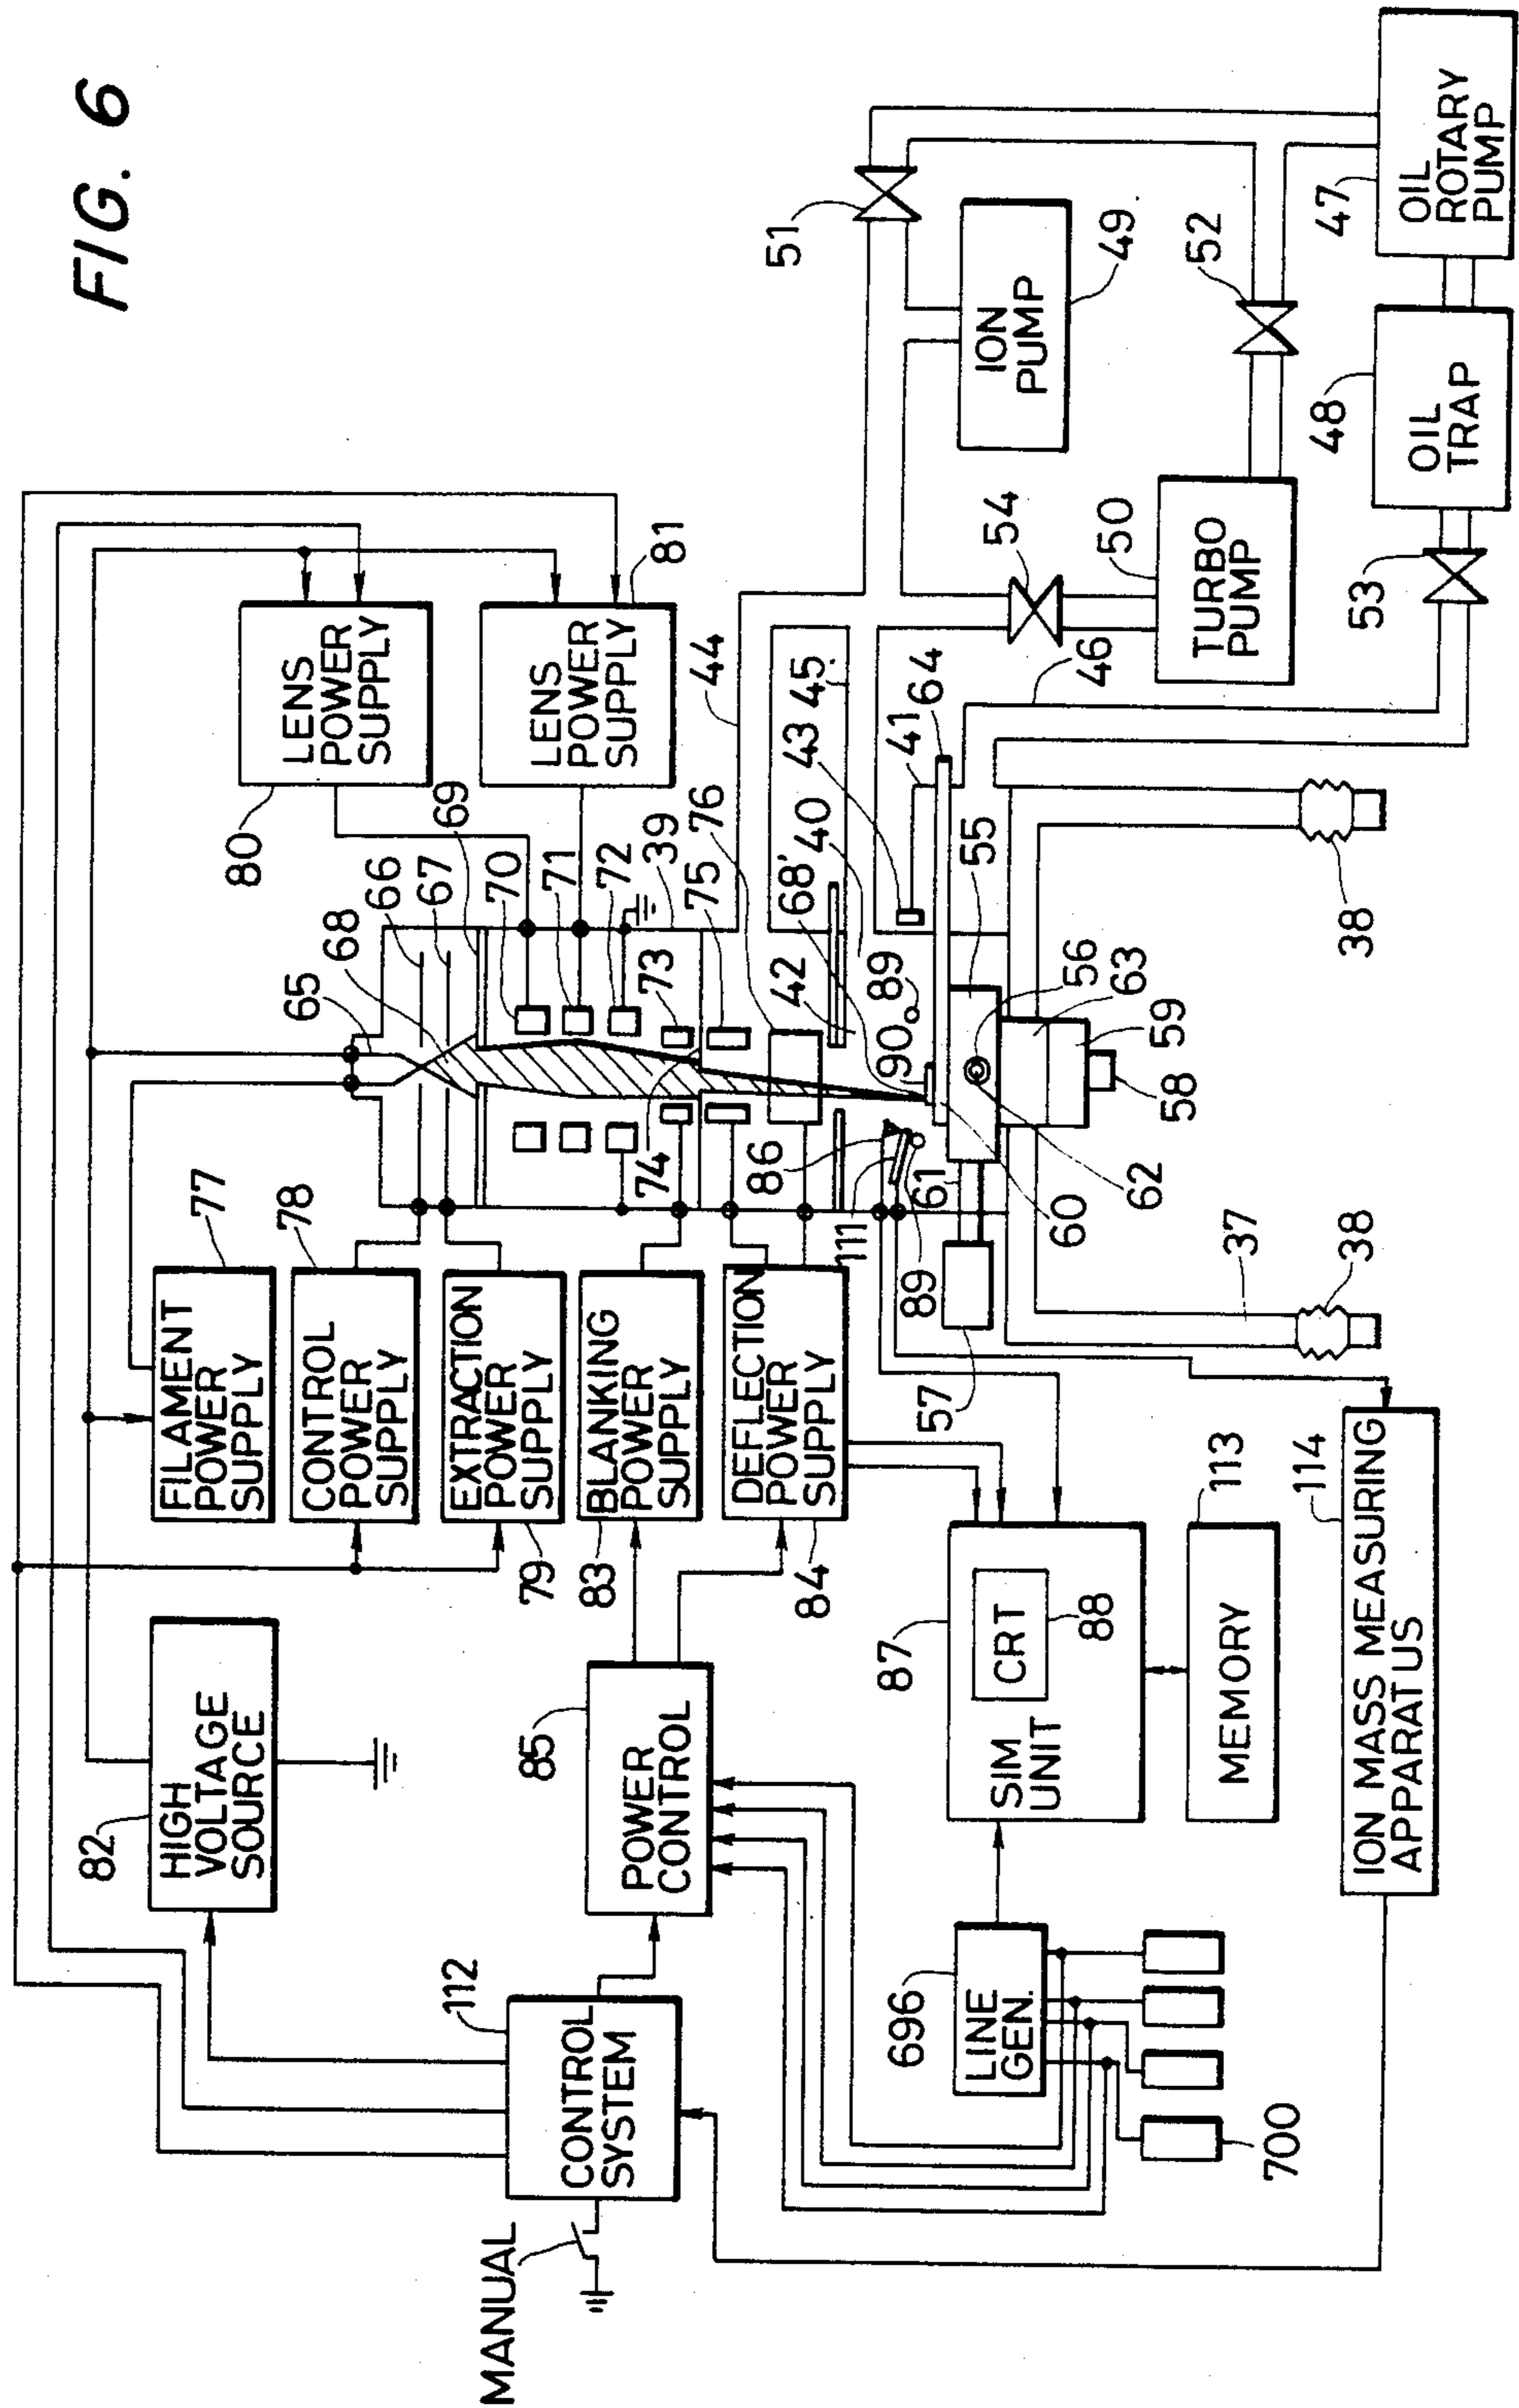 FIG. 6
LENS
POWER
SUPPLY
80
LENS
POWER
SUPPLY
81
65
66
67
68
69
70
71
72
39
73
74
75
76
44
45
68'
40
42
43
41
64
46
90
89
86
111
89
61
60
62
55
56
63
59
58
57
37
38
38
51
ION
PUMP
49
52
54
50
TURBO
PUMP
53
48
OIL
TRAP
47
OIL
ROTARY
PUMP
77
FILAMENT
POWER
SUPPLY
78
CONTROL
POWER
SUPPLY
EXTRACTION
POWER
SUPPLY
79
BLANKING
POWER
SUPPLY
83
DEFLECTION
POWER
SUPPLY
84
111
82
HIGH
VOLTAGE
SOURCE
85
POWER
CONTROL
87
SIM
UNIT
CRT
88
113
MEMORY
114
ION MASS MEASURING
APPARATUS
112
CONTROL
SYSTEM
MANUAL
696
LINE
GEN.
700